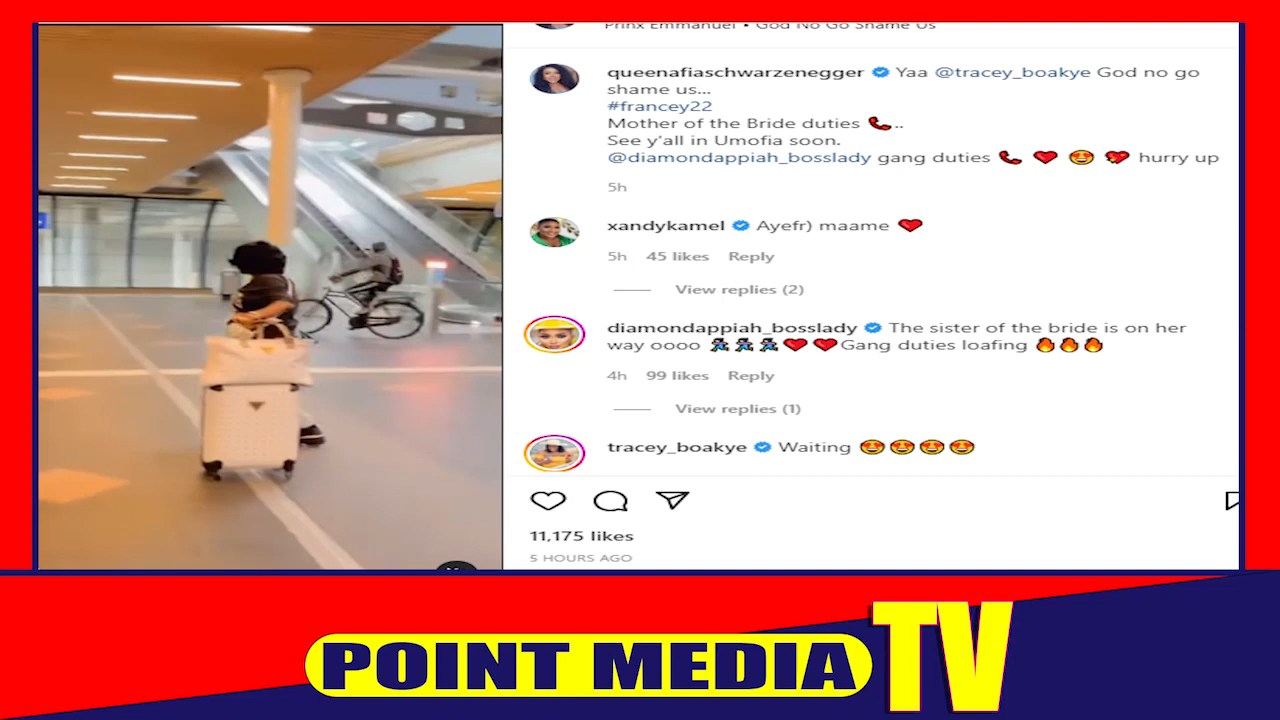 Prinx Emmanuel • God No Go Shame Us
queenafiaschwarzenegger Yaa @tracey_boakye God no go
shame us...
#francey22
Mother of the Bride duties 💃..
See y'all in Umofia soon.
@diamondappiah_bosslady gang duties 💃 ❤️ 😍 💖 hurry up
5h
xandykamel Ayefr) maame ❤️
5h 45 likes Reply
View replies (2)
diamondappiah_bosslady The sister of the bride is on her
way oooo 🏃‍♀️🏃‍♀️🏃‍♀️❤️❤️Gang duties loafing 🔥🔥🔥
4h 99 likes Reply
View replies (1)
tracey_boakye Waiting 😍😍😍😍
11,175 likes
5 HOURS AGO
POINT MEDIA TV